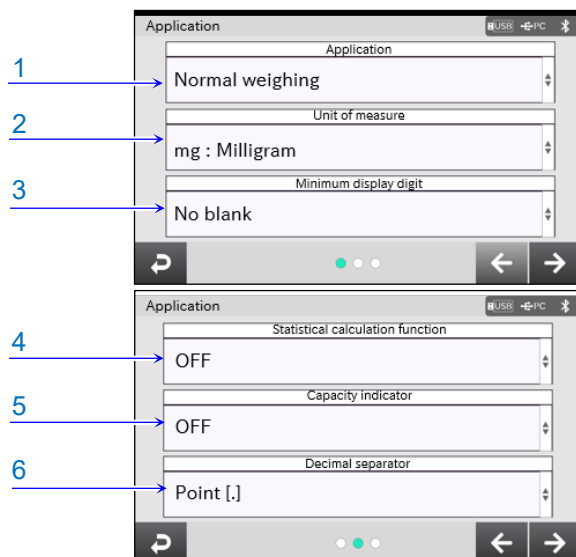 Application
USB PC
Application
1
Normal weighing
Unit of measure
2
mg : Milligram
Minimum display digit
3
No blank
Application
USB PC
Statistical calculation function
4
OFF
Capacity indicator
5
OFF
Decimal separator
6
Point [.]